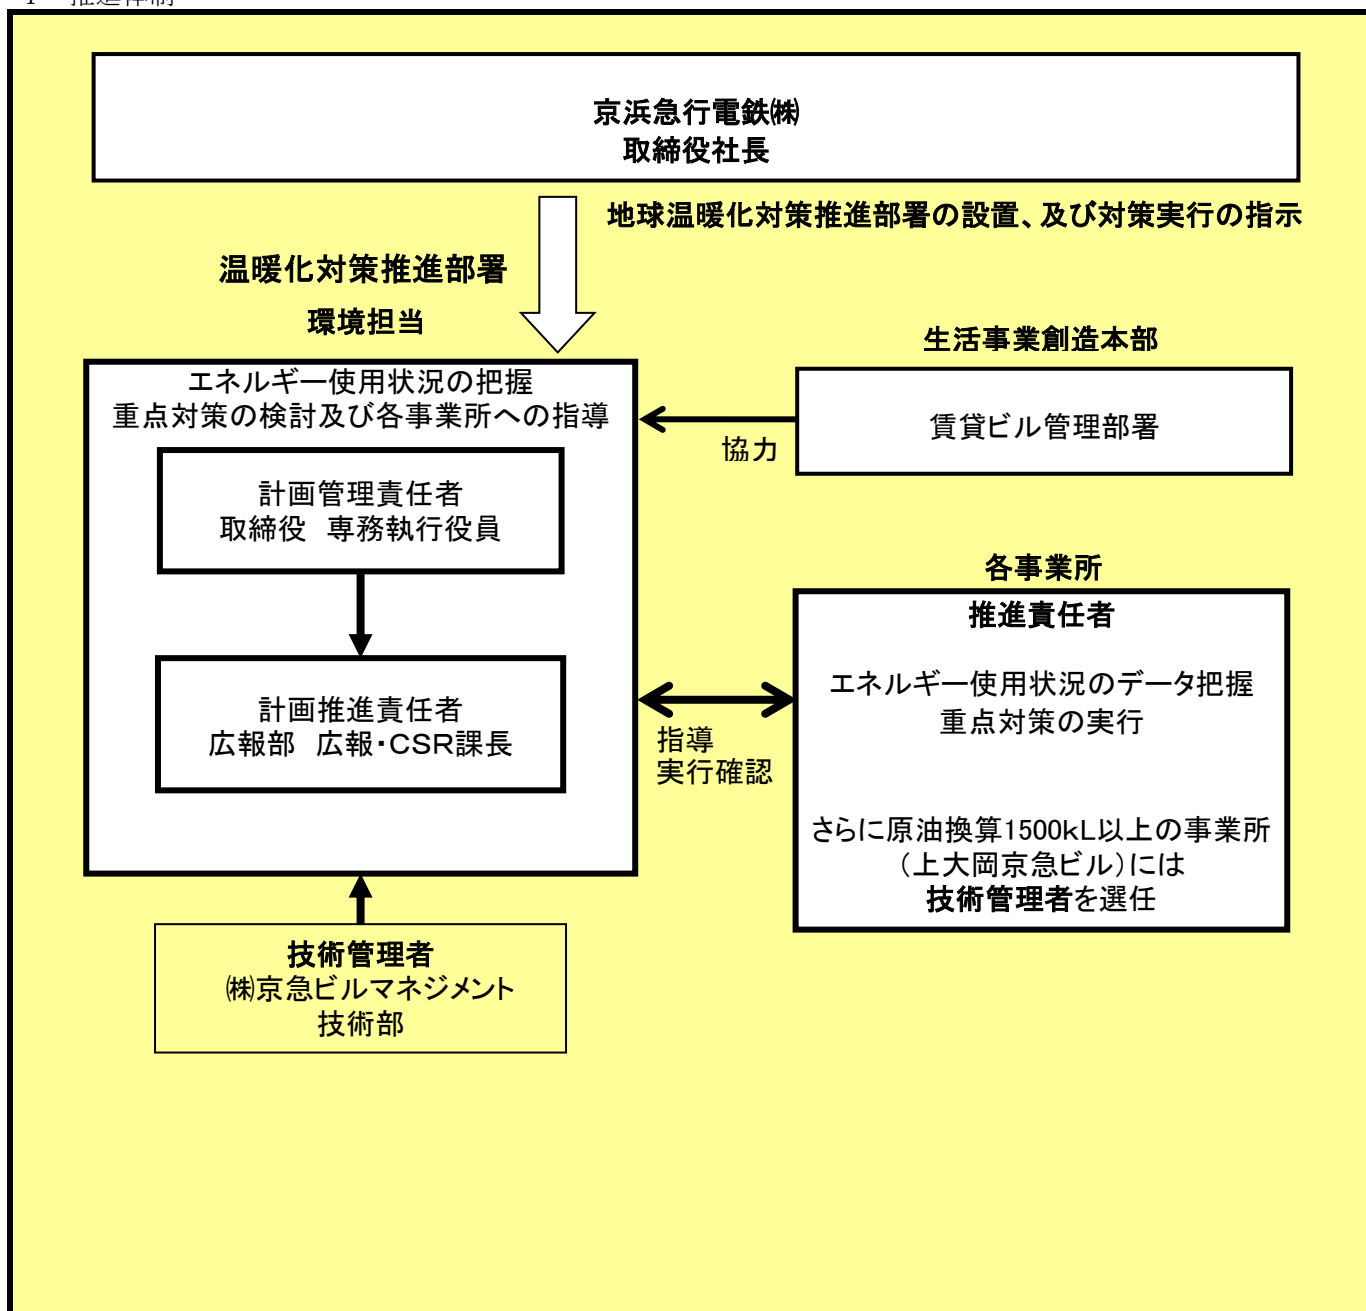 京浜急行電鉄㈱
取締役社長
地球温暖化対策推進部署の設置、及び対策実行の指示
温暖化対策推進部署
環境担当
エネルギー使用状況の把握
重点対策の検討及び各事業所への指導
計画管理責任者
取締役　専務執行役員
計画推進責任者
広報部　広報・CSR課長
生活事業創造本部
賃貸ビル管理部署
協力
各事業所
推進責任者
エネルギー使用状況のデータ把握
重点対策の実行
さらに原油換算1500kL以上の事業所
(上大岡京急ビル)には
技術管理者を選任
指導
実行確認
技術管理者
㈱京急ビルマネジメント
技術部